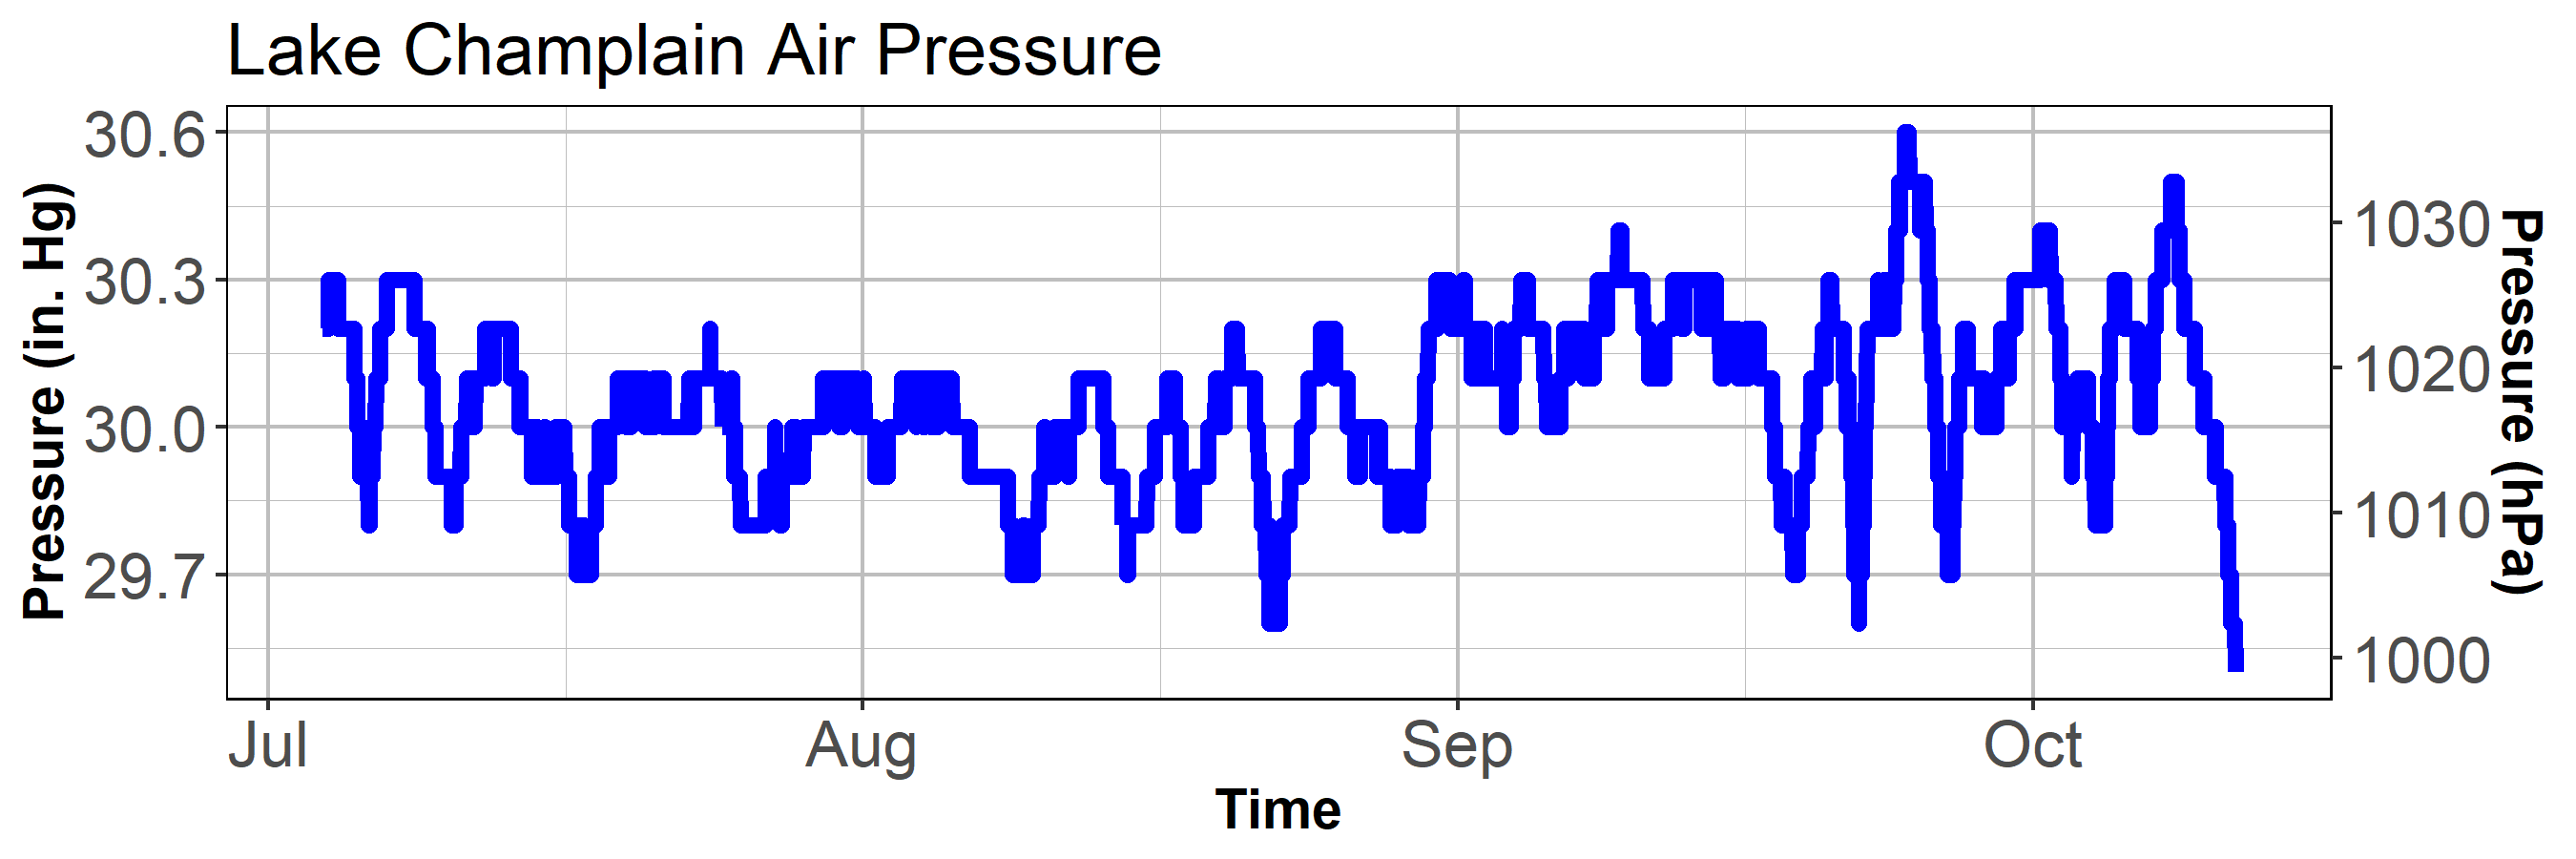 Lake Champlain Air Pressure
Pressure (in. Hg)
30.6
30.3
30.0
29.7
1030
1020
1010
1000
Pressure (hPa)
Jul Aug Sep Oct
Time